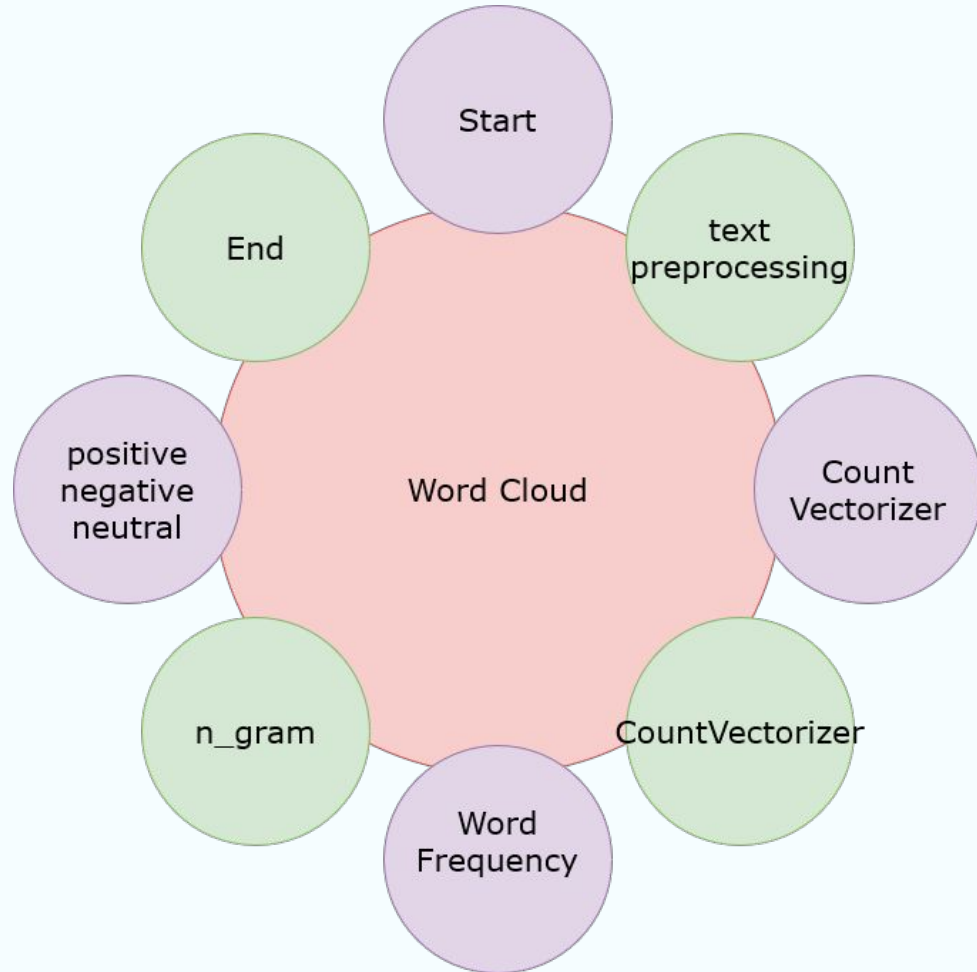 Start
End
text
preprocessing
positive
negative
neutral
Word Cloud
Count
Vectorizer
n_gram
CountVectorizer
Word
Frequency